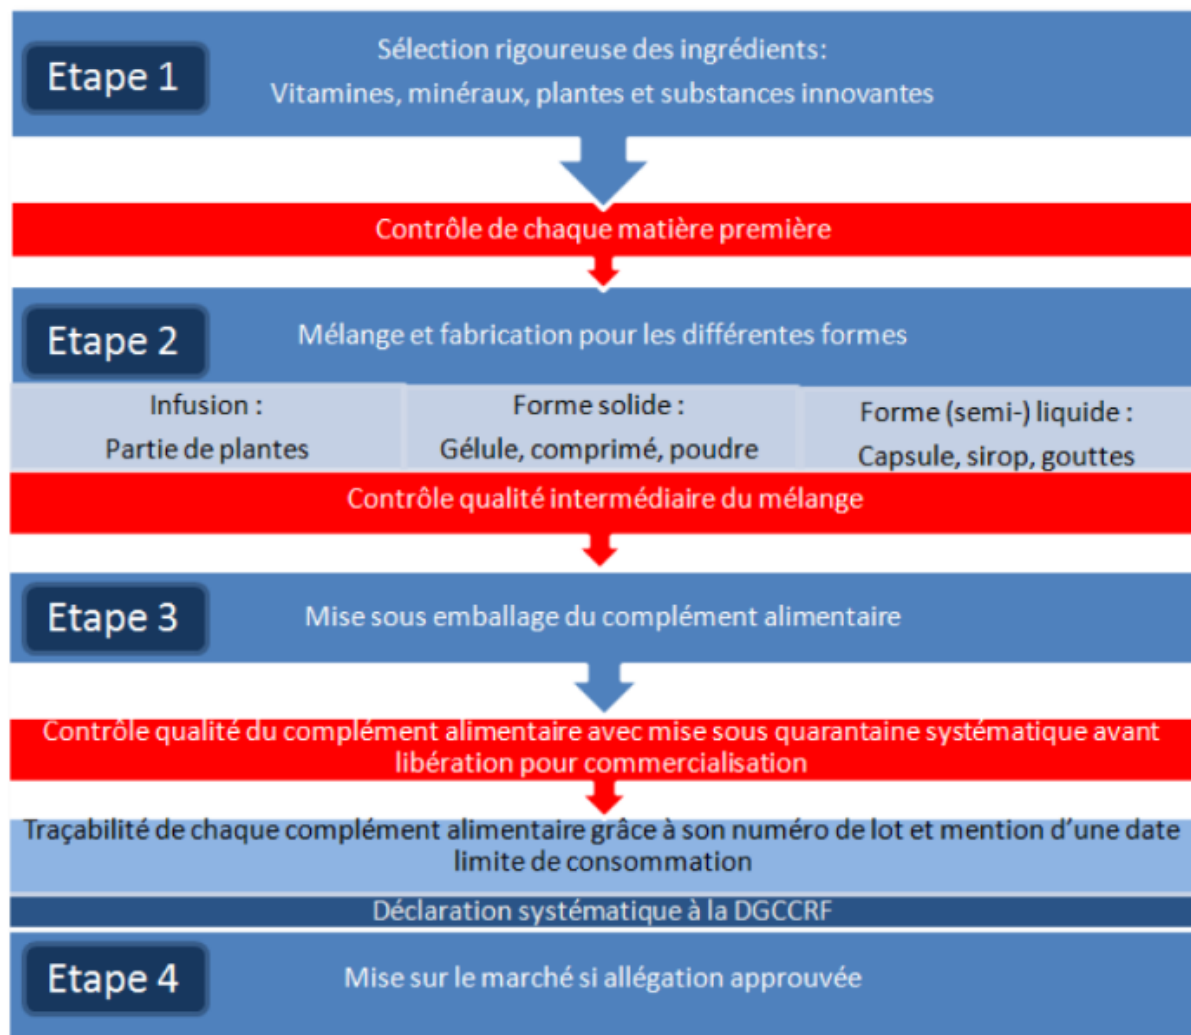 Etape 1
Sélection rigoureuse des ingrédients:
Vitamines, minéraux, plantes et substances innovantes
Contrôle de chaque matière première
Etape 2
Mélange et fabrication pour les différentes formes
Infusion :
Partie de plantes
Forme solide :
Gélule, comprimé, poudre
Forme (semi-) liquide :
Capsule, sirop, gouttes
Contrôle qualité intermédiaire du mélange
Etape 3
Mise sous emballage du complément alimentaire
Contrôle qualité du complément alimentaire avec mise sous quarantaine systématique avant
libération pour commercialisation
Traçabilité de chaque complément alimentaire grâce à son numéro de lot et mention d'une date
limite de consommation
Déclaration systématique à la DGCCRF
Etape 4
Mise sur le marché si allégation approuvée